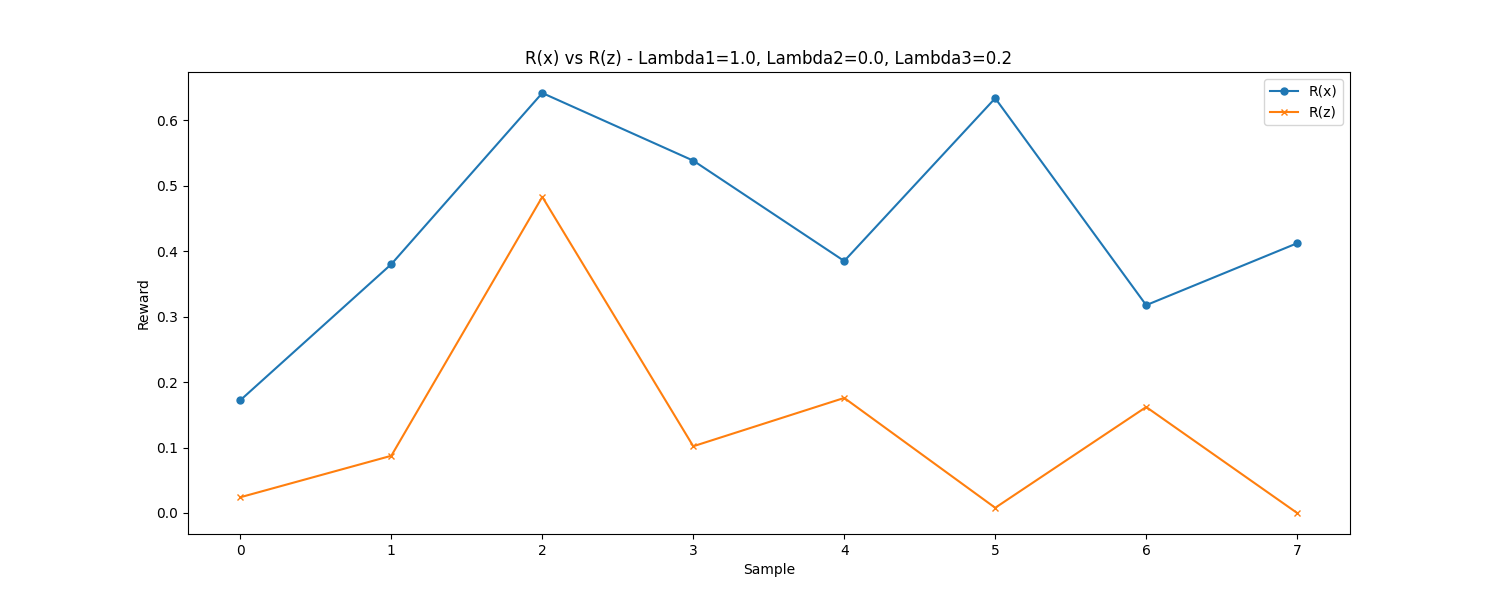 R(x) vs R(z) - Lambda1=1.0, Lambda2=0.0, Lambda3=0.2
R(x)
R(z)
0.6
0.5
0.4
0.3
0.2
0.1
0.0
Reward
0 1 2 3 4 5 6 7
Sample